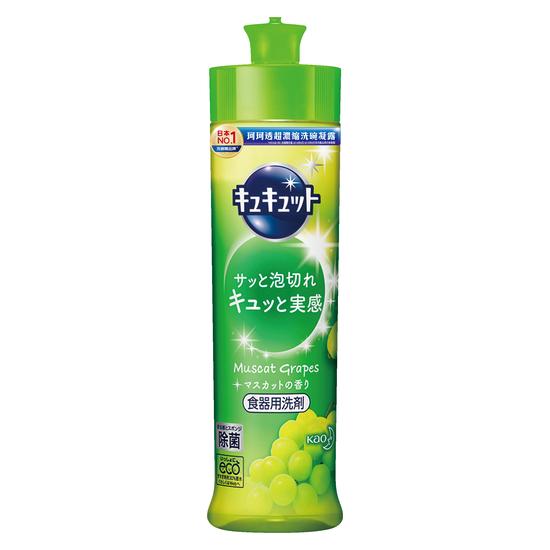 日本
NO.1
珂珂透超濃縮洗碗凝露
キュキュット
サッと泡切れ
キュッと実感
Muscat Grapes
マスカットの香り
食器用洗剤
Kao
除菌
eco